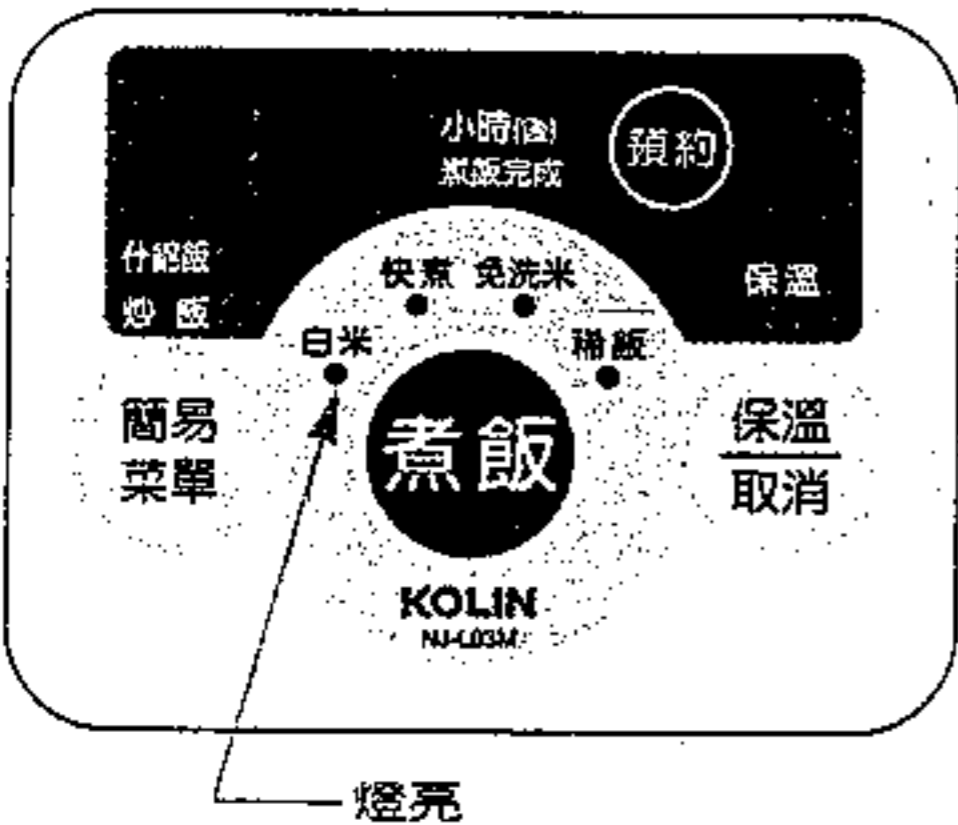 小時(後)
煮飯完成
預約
什錦飯
炒飯
保溫
快煮 免洗米
白米
稀飯
簡易
菜單
煮飯
保溫
取消
KOLIN
NJ-L03M
燈亮